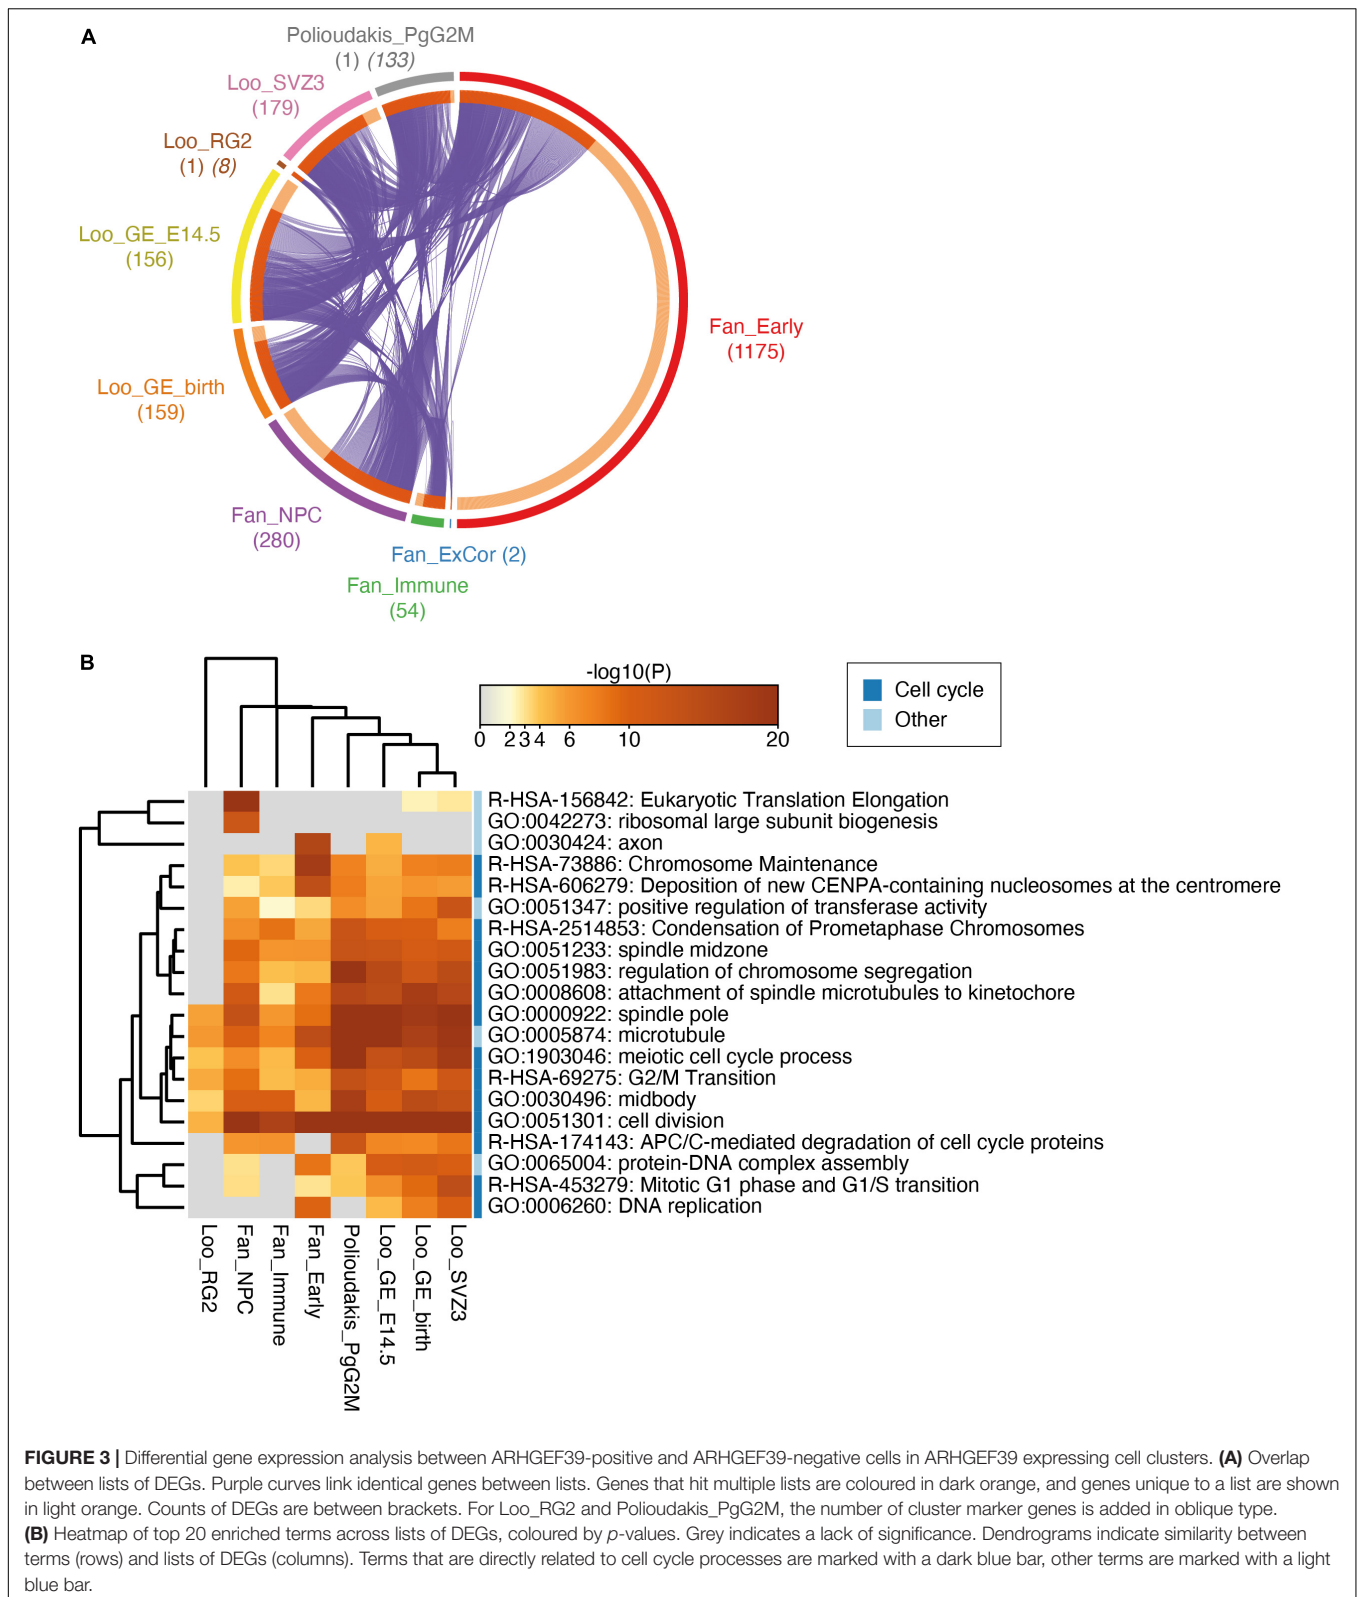 A
Polioudakis_PgG2M
(1) (133)
Loo_SVZ3
(179)
Loo_RG2
(1) (8)
Loo_GE_E14.5
(156)
Fan_Early
(1175)
Loo_GE_birth
(159)
Fan_NPC
(280)
Fan_ExCor (2)
Fan_Immune
(54)
B
-log10(P)
0 2 3 4 6 10 20
Cell cycle
Other
R-HSA-156842: Eukaryotic Translation Elongation
GO:0042273: ribosomal large subunit biogenesis
GO:0030424: axon
R-HSA-73886: Chromosome Maintenance
R-HSA-606279: Deposition of new CENPA-containing nucleosomes at the centromere
GO:0051347: positive regulation of transferase activity
R-HSA-2514853: Condensation of Prometaphase Chromosomes
GO:0051233: spindle midzone
GO:0051983: regulation of chromosome segregation
GO:0008608: attachment of spindle microtubules to kinetochore
GO:0000922: spindle pole
GO:0005874: microtubule
GO:1903046: meiotic cell cycle process
R-HSA-69275: G2/M Transition
GO:0030496: midbody
GO:0051301: cell division
R-HSA-174143: APC/C-mediated degradation of cell cycle proteins
GO:0065004: protein-DNA complex assembly
R-HSA-453279: Mitotic G1 phase and G1/S transition
GO:0006260: DNA replication
Loo_RG2
Fan_NPC
Fan_Immune
Fan_Early
Polioudakis_PgG2M
Loo_GE_E14.5
Loo_GE_birth
Loo_SVZ3
FIGURE 3 | Differential gene expression analysis between ARHGEF39-positive and ARHGEF39-negative cells in ARHGEF39 expressing cell clusters. (A) Overlap
between lists of DEGs. Purple curves link identical genes between lists. Genes that hit multiple lists are coloured in dark orange, and genes unique to a list are shown
in light orange. Counts of DEGs are between brackets. For Loo_RG2 and Polioudakis_PgG2M, the number of cluster marker genes is added in oblique type.
(B) Heatmap of top 20 enriched terms across lists of DEGs, coloured by p-values. Grey indicates a lack of significance. Dendrograms indicate similarity between
terms (rows) and lists of DEGs (columns). Terms that are directly related to cell cycle processes are marked with a dark blue bar, other terms are marked with a light
blue bar.